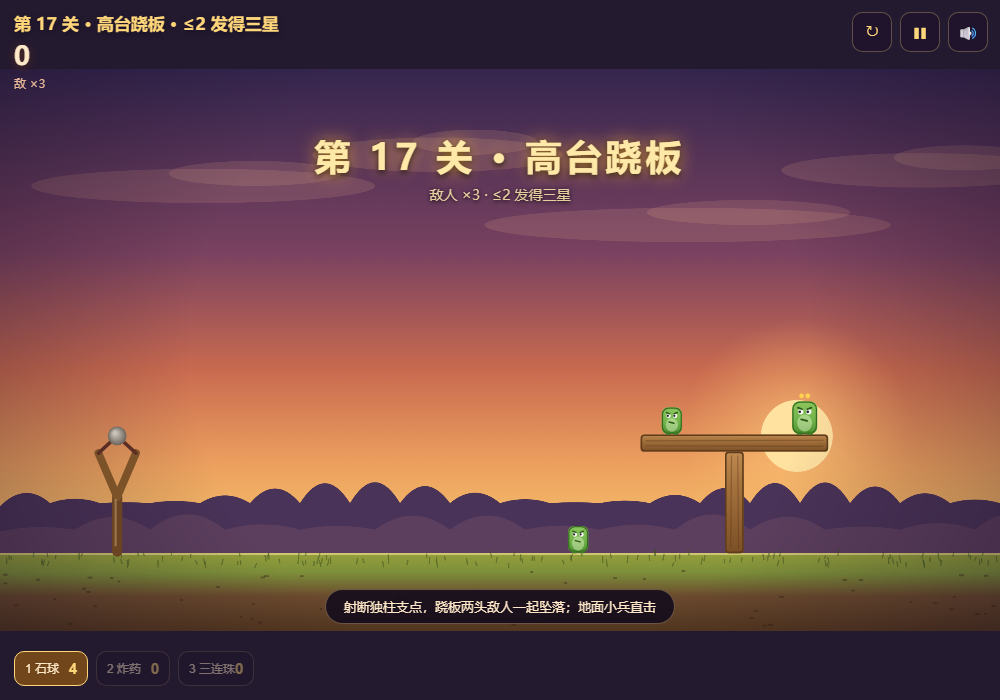 第 17 关 • 高台跷板 • ≤2 发得三星
0
敌 ×3
第 17 关 • 高台跷板
敌人 ×3 · ≤2 发得三星
射断独柱支点，跷板两头敌人一起坠落；地面小兵直击
1 石球 4
2 炸药 0
3 三连珠0